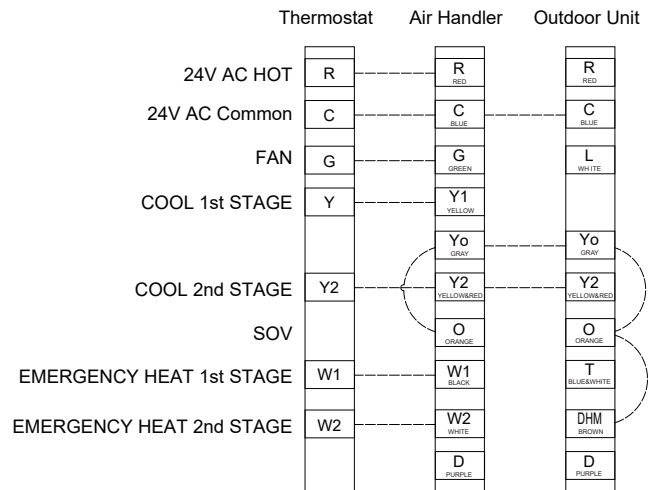 Thermostat Air Handler Outdoor Unit
24V AC HOT R R R
RED RED
24V AC Common C C C
BLUE BLUE
FAN G G L
GREEN WHITE
COOL 1st STAGE Y Y1
YELLOW
Yo Yo
GRAY GRAY
COOL 2nd STAGE Y2 Y2 Y2
YELLOW&RED YELLOW&RED
SOV O O
ORANGE ORANGE
EMERGENCY HEAT 1st STAGE W1 W1 T
BLACK BLUE&WHITE
EMERGENCY HEAT 2nd STAGE W2 W2 DHM
WHITE BROWN
D D
PURPLE PURPLE